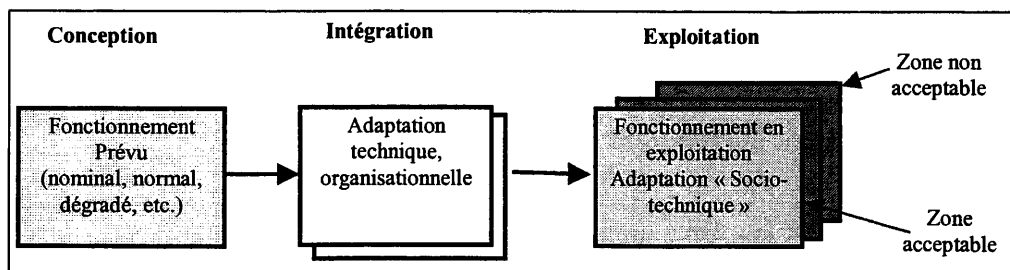 Conception
Intégration
Exploitation
Zone non
acceptable
Fonctionnement
Prévu
(nominal, normal,
dégradé, etc.)
Adaptation
technique,
organisationnelle
Fonctionnement en
exploitation
Adaptation « Socio-
technique »
Zone
acceptable